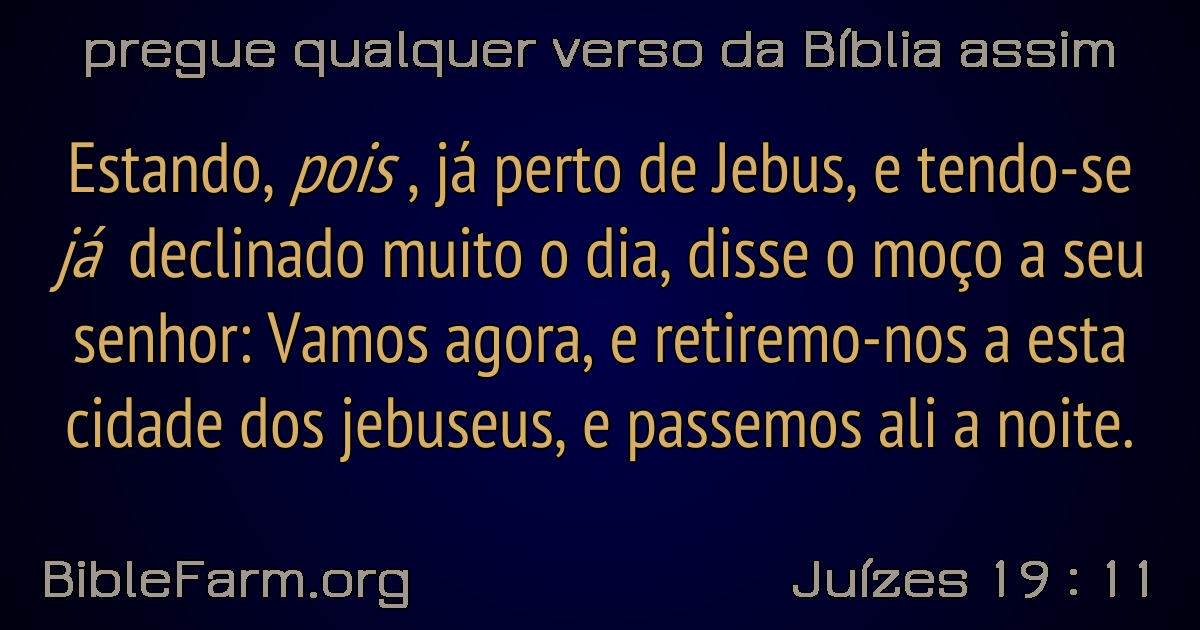 pregue qualquer verso da Bíblia assim
Estando, pois , já perto de Jebus, e tendo-se
já declinado muito o dia, disse o moço a seu
senhor: Vamos agora, e retiremo-nos a esta
cidade dos jebuseus, e passemos ali a noite.
BibleFarm.org
Juízes 19 : 11